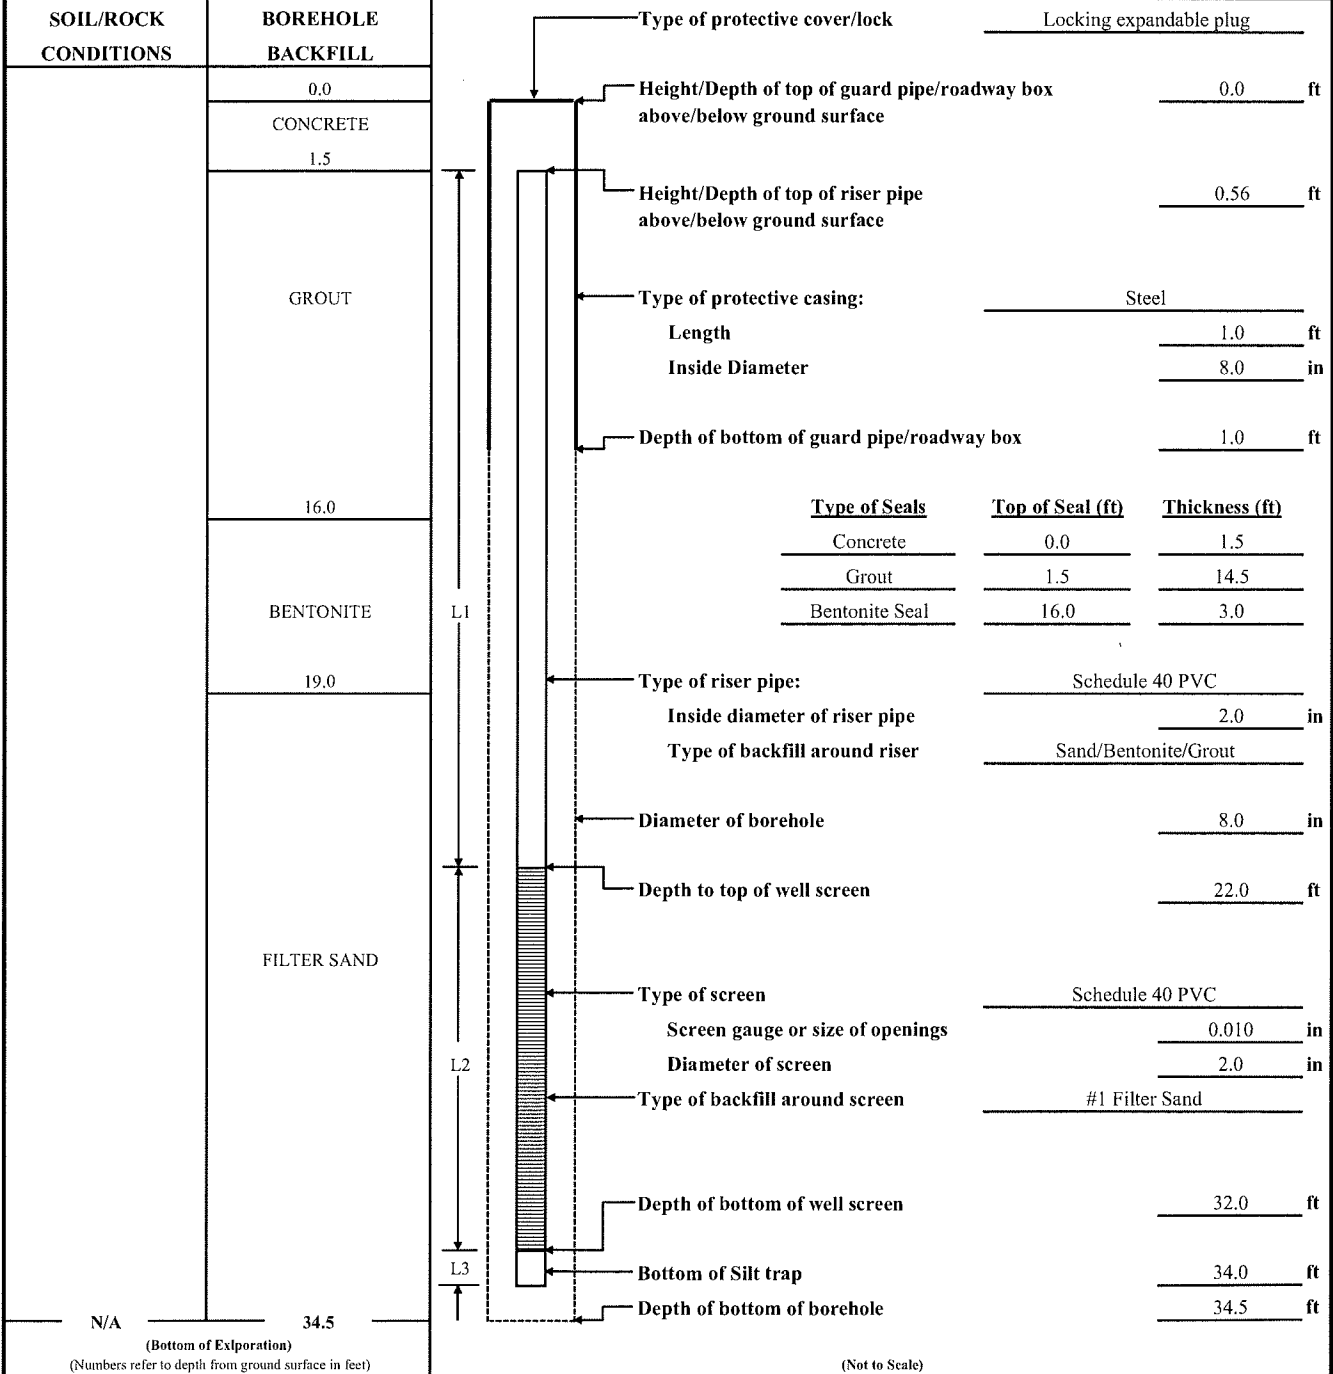 SOIL/ROCK CONDITIONS
BOREHOLE BACKFILL
0.0
CONCRETE
1.5
GROUT
16.0
BENTONITE
19.0
FILTER SAND
N/A
34.5
(Bottom of Exlporation)
(Numbers refer to depth from ground surface in feet)
L1
L2
L3
Type of protective cover/lock Locking expandable plug
Height/Depth of top of guard pipe/roadway box 0.0 ft
above/below ground surface
Height/Depth of top of riser pipe 0.56 ft
above/below ground surface
Type of protective casing: Steel
Length 1.0 ft
Inside Diameter 8.0 in
Depth of bottom of guard pipe/roadway box 1.0 ft
Type of Seals Top of Seal (ft) Thickness (ft)
Concrete 0.0 1.5
Grout 1.5 14.5
Bentonite Seal 16.0 3.0
Type of riser pipe: Schedule 40 PVC
Inside diameter of riser pipe 2.0 in
Type of backfill around riser Sand/Bentonite/Grout
Diameter of borehole 8.0 in
Depth to top of well screen 22.0 ft
Type of screen Schedule 40 PVC
Screen gauge or size of openings 0.010 in
Diameter of screen 2.0 in
Type of backfill around screen #1 Filter Sand
Depth of bottom of well screen 32.0 ft
Bottom of Silt trap 34.0 ft
Depth of bottom of borehole 34.5 ft
(Not to Scale)